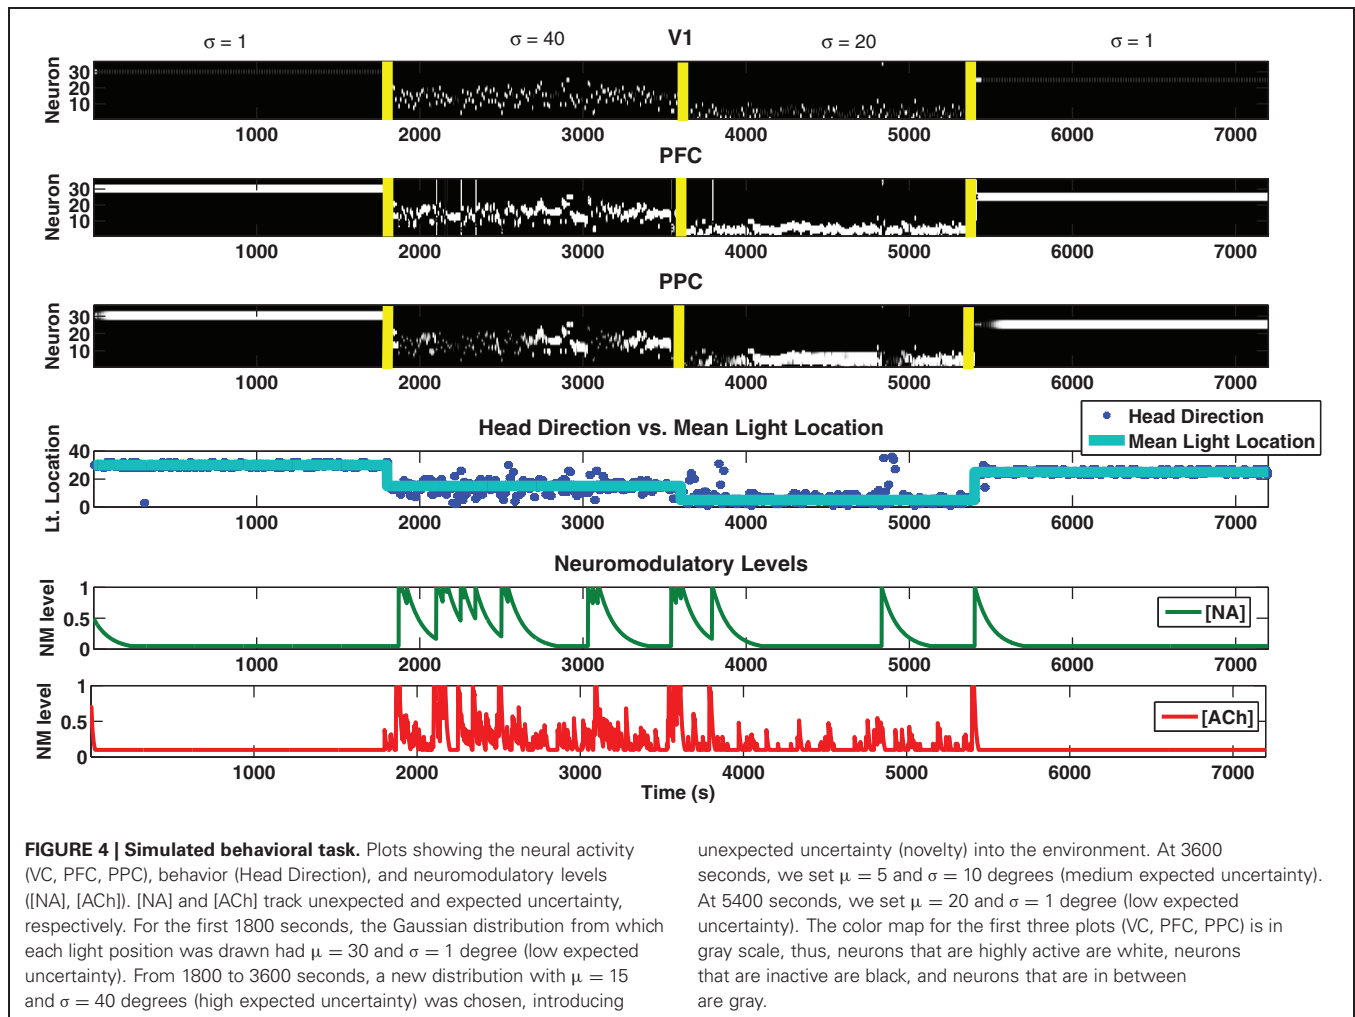 σ = 1
σ = 40
V1
σ = 20
σ = 1
Neuron
30
20
10
1000 2000 3000 4000 5000 6000 7000
PFC
Neuron
30
20
10
1000 2000 3000 4000 5000 6000 7000
PPC
Neuron
30
20
10
1000 2000 3000 4000 5000 6000 7000
Head Direction vs. Mean Light Location
Head Direction
Mean Light Location
Lt. Location
40
20
0
1000 2000 3000 4000 5000 6000 7000
Neuromodulatory Levels
NM level
1
0.5
0
[NA]
1000 2000 3000 4000 5000 6000 7000
NM level
1
0.5
0
[ACh]
1000 2000 3000 4000 5000 6000 7000
Time (s)
FIGURE 4 | Simulated behavioral task. Plots showing the neural activity
(VC, PFC, PPC), behavior (Head Direction), and neuromodulatory levels
([NA], [ACh]). [NA] and [ACh] track unexpected and expected uncertainty,
respectively. For the first 1800 seconds, the Gaussian distribution from which
each light position was drawn had μ = 30 and σ = 1 degree (low expected
uncertainty). From 1800 to 3600 seconds, a new distribution with μ = 15
and σ = 40 degrees (high expected uncertainty) was chosen, introducing
unexpected uncertainty (novelty) into the environment. At 3600
seconds, we set μ = 5 and σ = 10 degrees (medium expected uncertainty).
At 5400 seconds, we set μ = 20 and σ = 1 degree (low expected
uncertainty). The color map for the first three plots (VC, PFC, PPC) is in
gray scale, thus, neurons that are highly active are white, neurons
that are inactive are black, and neurons that are in between
are gray.